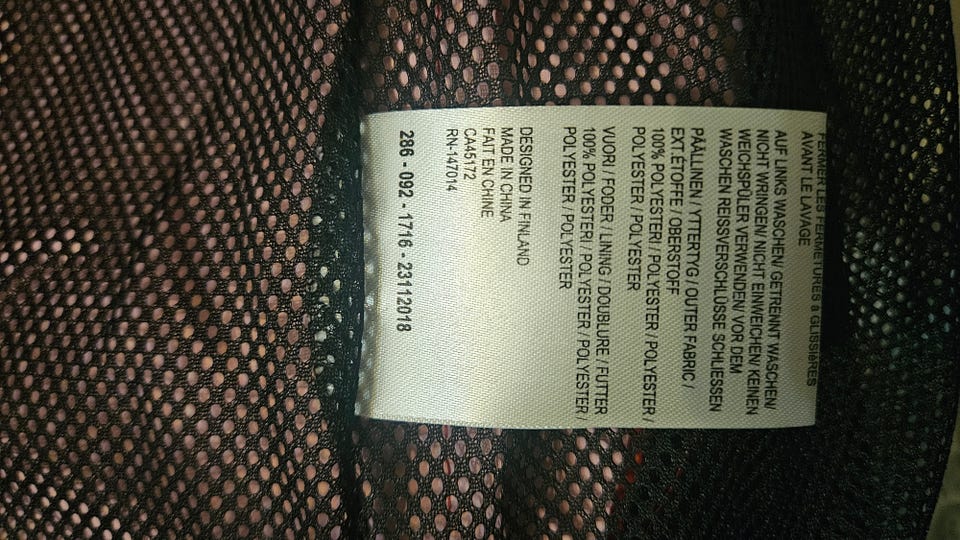 FERMER LES FERMETURES à GLISSIèRES
AVANT LE LAVAGE
AUF LINKS WASCHEN/ GETRENNT WASCHEN/
NICHT WRINGEN/ NICHT EINWEICHEN/ KEINEN
WEICHSPÜLER VERWENDEN/ VOR DEM
WASCHEN REISSVERSCHLÜSSE SCHLIESSEN
PÄÄLLINEN / YTTERTYG / OUTER FABRIC /
EXT.ÉTOFFE / OBERSTOFF
100% POLYESTERI / POLYESTER / POLYESTER /
POLYESTER / POLYESTER
VUORI / FODER / LINING / DOUBLURE / FUTTER
100% POLYESTERI / POLYESTER / POLYESTER /
POLYESTER / POLYESTER
DESIGNED IN FINLAND
MADE IN CHINA
FAIT EN CHINE
CA45172
RN-147014
286 - 092 - 1716 - 23112018